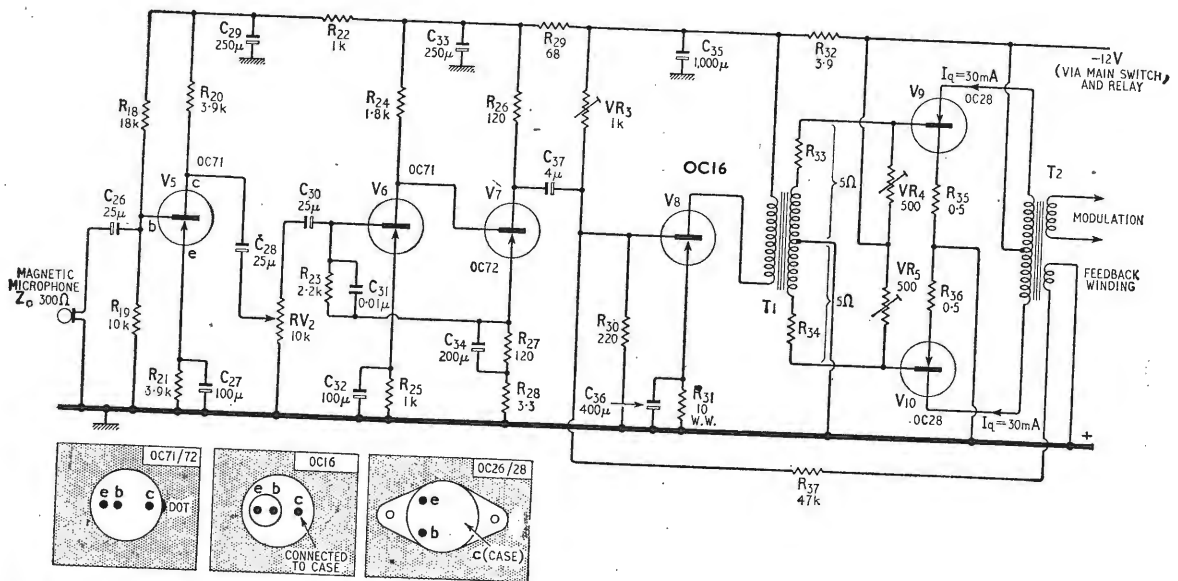 C29
250µ
R22
1k
C33
250µ
R29
68
C35
1,000µ
R32
3.9
−12V
(VIA MAIN SWITCH,
AND RELAY)
R18
18k
R20
3.9k
R24
1.8k
R26
120
VR3
1k
V9
Iq=30mA
OC28
OC71
OC71
C37
4µ
OC16
R33
C26
25µ
V5
c
b
e
C30
25µ
V6
V7
V8
5Ω
VR4
500
R35
0.5
T2
MODULATION
C28
25µ
OC72
MAGNETIC
MICROPHONE
Zo 300Ω
R19
10k
RV2
10k
R23
2.2k
C31
0.01µ
T1
5Ω
VR5
500
R36
0.5
FEEDBACK
WINDING
C34
200µ
R27
120
R30
220
R34
R21
3.9k
C27
100µ
C32
100µ
R25
1k
R28
3.3
C36
400µ
R31
10
W.W.
V10
OC28
Iq=30mA
+
R37
47k
OC71/72
e b c
DOT
OC16
e b c
CONNECTED
TO CASE
OC26/28
e
b
c (CASE)